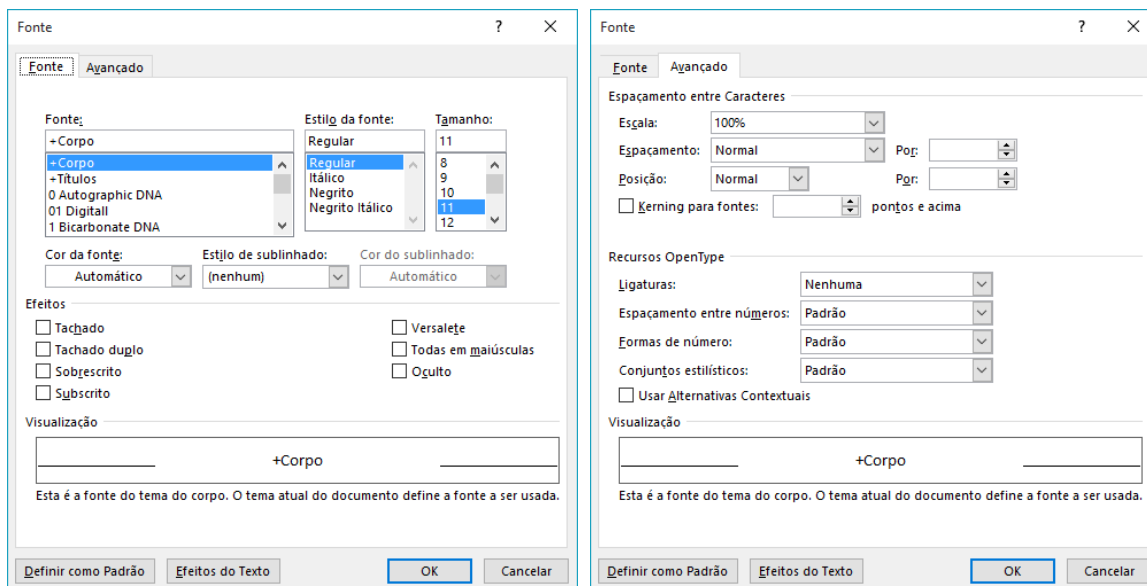 Fonte ? X
Fonte Avançado
Fonte: Estilo da fonte: Tamanho:
+Corpo Regular 11
+Corpo Regular 8
+Títulos Itálico 9
0 Autographic DNA Negrito 10
01 Digitall Negrito Itálico 11
1 Bicarbonate DNA 12
Cor da fonte: Estilo de sublinhado: Cor do sublinhado:
Automático (nenhum) Automático
Efeitos
Tachado Versalete
Tachado duplo Todas em maiúsculas
Sobrescrito Oculto
Subscrito
Visualização
+Corpo
Esta é a fonte do tema do corpo. O tema atual do documento define a fonte a ser usada.
Definir como Padrão Efeitos do Texto OK Cancelar
Fonte ? X
Fonte Avançado
Espaçamento entre Caracteres
Escala: 100%
Espaçamento: Normal Por:
Posição: Normal Por:
Kerning para fontes: pontos e acima
Recursos OpenType
Ligaturas: Nenhuma
Espaçamento entre números: Padrão
Formas de número: Padrão
Conjuntos estilísticos: Padrão
Usar Alternativas Contextuais
Visualização
+Corpo
Esta é a fonte do tema do corpo. O tema atual do documento define a fonte a ser usada.
Definir como Padrão Efeitos do Texto OK Cancelar